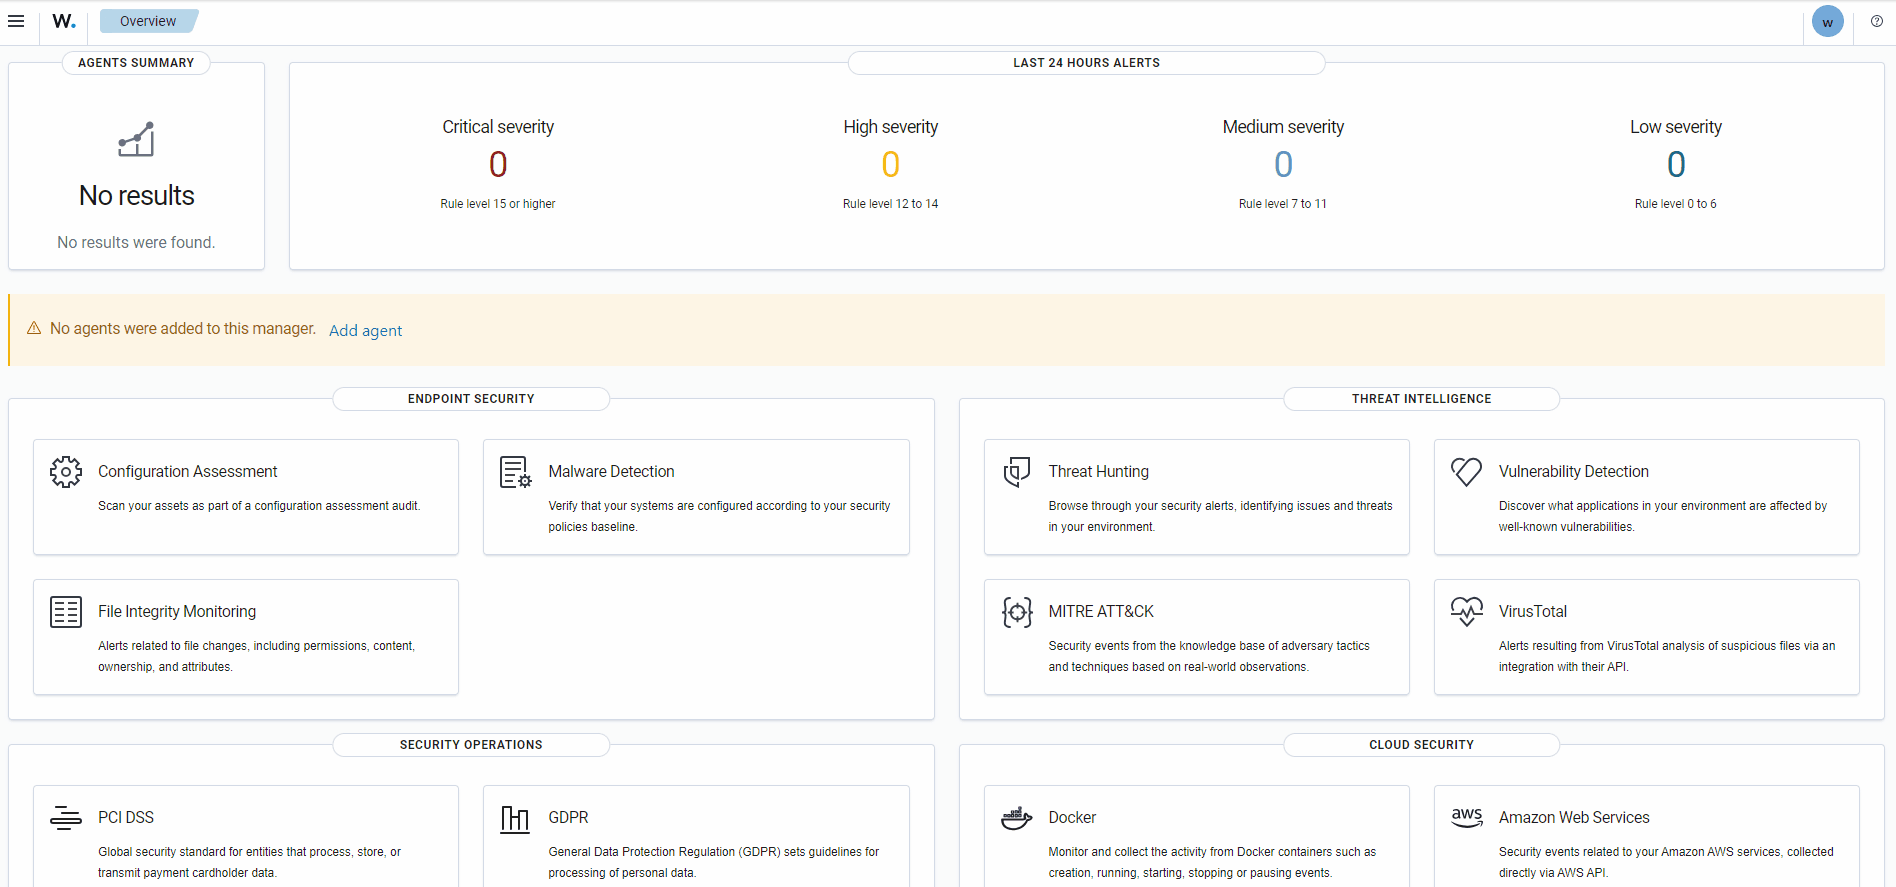 W. Overview w
AGENTS SUMMARY
No results
No results were found.
LAST 24 HOURS ALERTS
Critical severity
0
Rule level 15 or higher
High severity
0
Rule level 12 to 14
Medium severity
0
Rule level 7 to 11
Low severity
0
Rule level 0 to 6
No agents were added to this manager. Add agent
ENDPOINT SECURITY
Configuration Assessment
Scan your assets as part of a configuration assessment audit.
Malware Detection
Verify that your systems are configured according to your security
policies baseline.
File Integrity Monitoring
Alerts related to file changes, including permissions, content,
ownership, and attributes.
THREAT INTELLIGENCE
Threat Hunting
Browse through your security alerts, identifying issues and threats
in your environment.
Vulnerability Detection
Discover what applications in your environment are affected by
well-known vulnerabilities.
MITRE ATT&CK
Security events from the knowledge base of adversary tactics
and techniques based on real-world observations.
VirusTotal
Alerts resulting from VirusTotal analysis of suspicious files via an
integration with their API.
SECURITY OPERATIONS
PCI DSS
Global security standard for entities that process, store, or
transmit payment cardholder data.
GDPR
General Data Protection Regulation (GDPR) sets guidelines for
processing of personal data.
CLOUD SECURITY
Docker
Monitor and collect the activity from Docker containers such as
creation, running, starting, stopping or pausing events.
aws
Amazon Web Services
Security events related to your Amazon AWS services, collected
directly via AWS API.